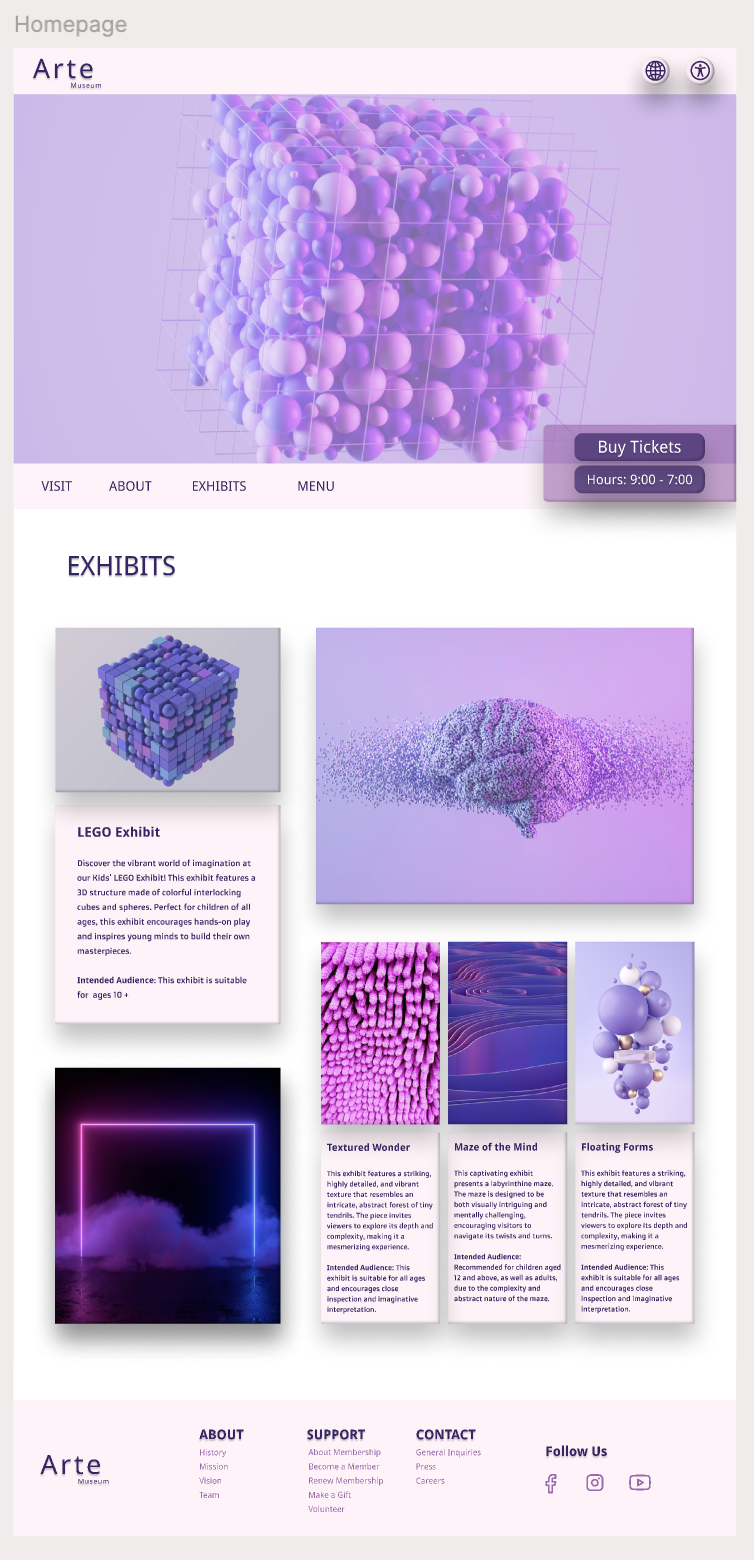 Homepage
Arte
Museum
Buy Tickets
Hours: 9:00 - 7:00
VISIT ABOUT EXHIBITS MENU
EXHIBITS
LEGO Exhibit
Discover the vibrant world of imagination at
our Kids' LEGO Exhibit! This exhibit features a
3D structure made of colorful interlocking
cubes and spheres. Perfect for children of all
ages, this exhibit encourages hands-on play
and inspires young minds to build their own
masterpieces.
Intended Audience: This exhibit is suitable
for ages 10 +
Textured Wonder
This exhibit features a striking,
highly detailed, and vibrant
texture that resembles an
intricate, abstract forest of tiny
tendrils. The piece invites
viewers to explore its depth and
complexity, making it a
mesmerizing experience.
Intended Audience: This
exhibit is suitable for all ages
and encourages close
inspection and imaginative
interpretation.
Maze of the Mind
This captivating exhibit
presents a labyrinthine maze.
The maze is designed to be
both visually intriguing and
mentally challenging,
encouraging visitors to
navigate its twists and turns.
Intended Audience:
Recommended for children aged
12 and above, as well as adults,
due to the complexity and
abstract nature of the maze.
Floating Forms
This exhibit features a striking,
highly detailed, and vibrant
texture that resembles an
intricate, abstract forest of tiny
tendrils. The piece invites
viewers to explore its depth and
complexity, making it a
mesmerizing experience.
Intended Audience: This
exhibit is suitable for all ages
and encourages close
inspection and imaginative
interpretation.
Arte
Museum
ABOUT
History
Mission
Vision
Team
SUPPORT
About Membership
Become a Member
Renew Membership
Make a Gift
Volunteer
CONTACT
General Inquiries
Press
Careers
Follow Us